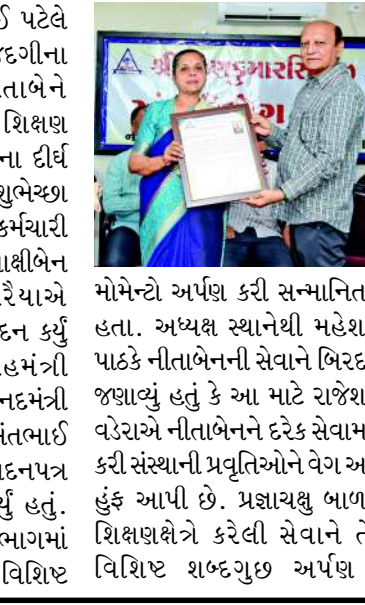 ઈ પટેલે
દગીના
તાબેને
શિક્ષણ
ના દીર્ઘ
શુભેચ્છા
કર્મચારી
ાક્ષીબેન
રૈયાએ
દન કર્યું
હમંત્રી
નદમંત્રી
મંતભાઈ
દનપત્ર
ર્યું હતું.
ભાગમાં
વિશિષ્ટ
મોમેન્ટો અર્પણ કરી સન્માનિત
હતા. અધ્યક્ષ સ્થાનેથી મહેશ
પાઠકે નીતાબેનની સેવાને બિરદ
જણાવ્યું હતું કે આ માટે રાજેશ
વડેરાએ નીતાબેનને દરેક સેવામ
કરી સંસ્થાની પ્રવૃતિઓને વેગ અ
હુંફ આપી છે. પ્રજ્ઞાચક્ષુ બાળ
શિક્ષણક્ષેત્રે કરેલી સેવાને તે
વિશિષ્ટ શબ્દગુછ અર્પણ